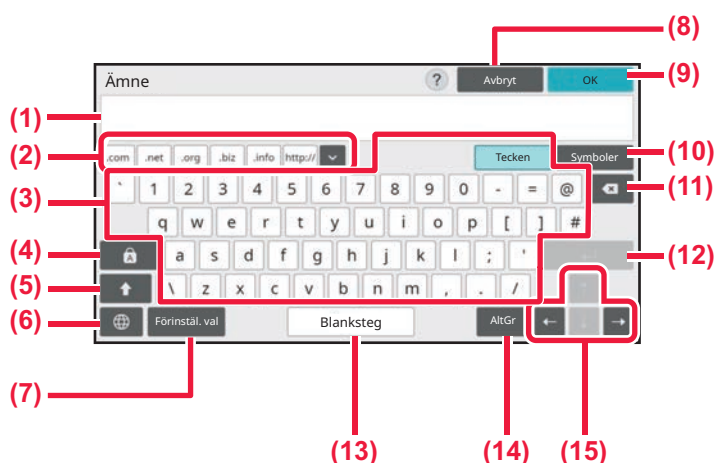 (8)
Ämne ? Avbryt OK (9)
(1)
(2) .com .net .org .biz .info http:// Tecken Symboler (10)
(3) ` 1 2 3 4 5 6 7 8 9 0 - = @ (11)
q w e r t y u i o p [ ] #
(4) A a s d f g h j k l ; ' (12)
(5) \ z x c v b n m , . /
(6) Förinstäl. val Blanksteg AltGr ← ↓ → ↑
(7) (13) (14) (15)